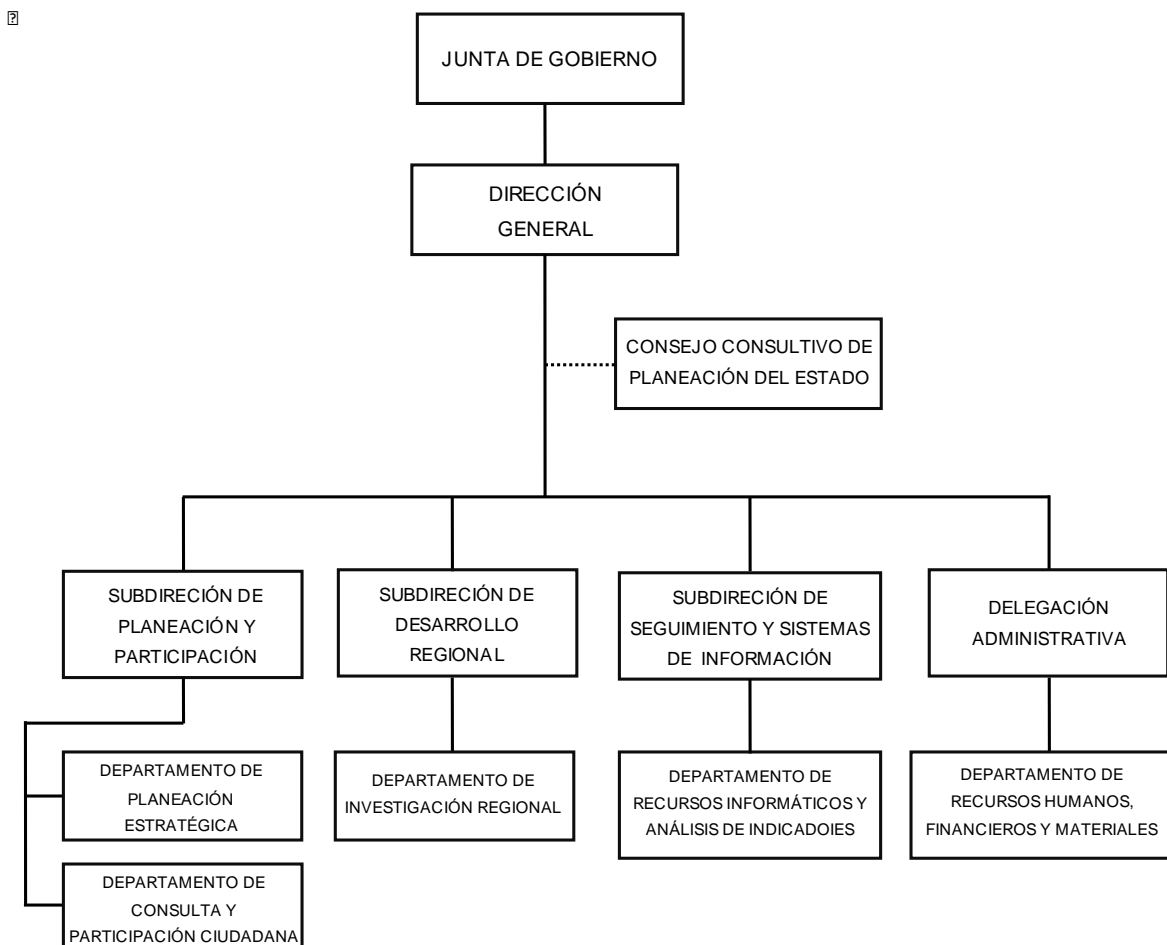 JUNTA DE GOBIERNO
DIRECCIÓN
GENERAL
CONSEJO CONSULTIVO DE
PLANEACIÓN DEL ESTADO
SUBDIRECIÓN DE
PLANEACIÓN Y
PARTICIPACIÓN
SUBDIRECIÓN DE
DESARROLLO
REGIONAL
SUBDIRECIÓN DE
SEGUIMIENTO Y SISTEMAS
DE INFORMACIÓN
DELEGACIÓN
ADMINISTRATIVA
DEPARTAMENTO DE
PLANEACIÓN
ESTRATÉGICA
DEPARTAMENTO DE
INVESTIGACIÓN REGIONAL
DEPARTAMENTO DE
RECURSOS INFORMÁTICOS Y
ANÁLISIS DE INDICADOIES
DEPARTAMENTO DE
RECURSOS HUMANOS,
FINANCIEROS Y MATERIALES
DEPARTAMENTO DE
CONSULTA Y
PARTICIPACIÓN CIUDADANA